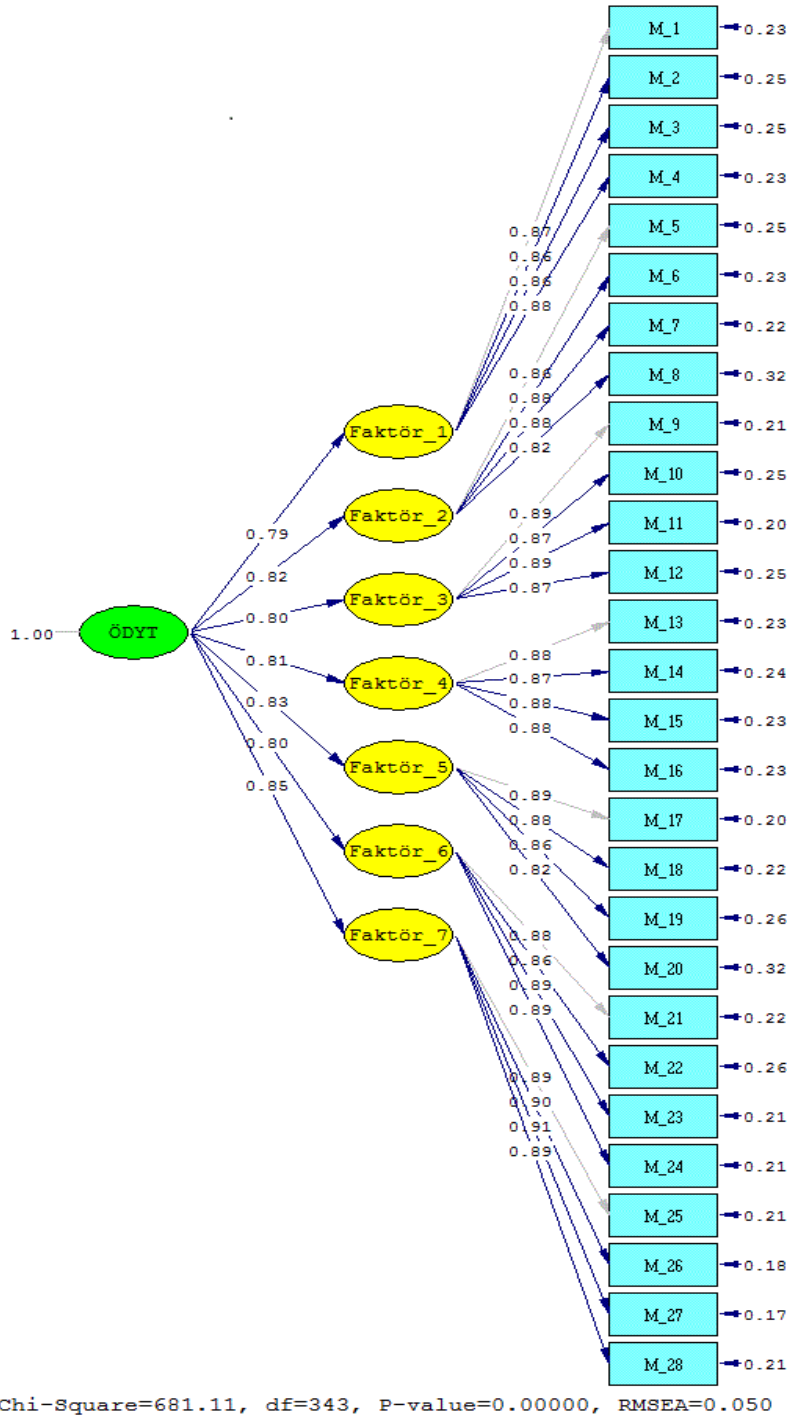 M_1 0.23
M_2 0.25
M_3 0.25
M_4 0.23
M_5 0.25
M_6 0.23
M_7 0.22
M_8 0.32
M_9 0.21
M_10 0.25
M_11 0.20
M_12 0.25
M_13 0.23
M_14 0.24
M_15 0.23
M_16 0.23
M_17 0.20
M_18 0.22
M_19 0.26
M_20 0.32
M_21 0.22
M_22 0.26
M_23 0.21
M_24 0.21
M_25 0.21
M_26 0.18
M_27 0.17
M_28 0.21
0.87
0.86
0.86
0.88
0.86
0.88
0.88
0.82
0.89
0.87
0.89
0.87
0.88
0.87
0.88
0.88
0.89
0.88
0.86
0.82
0.88
0.86
0.89
0.89
0.89
0.90
0.91
0.89
Faktör_1
Faktör_2
Faktör_3
Faktör_4
Faktör_5
Faktör_6
Faktör_7
0.79
0.82
0.80
0.81
0.83
0.80
0.85
1.00 ÖDYT
Chi-Square=681.11, df=343, P-value=0.00000, RMSEA=0.050